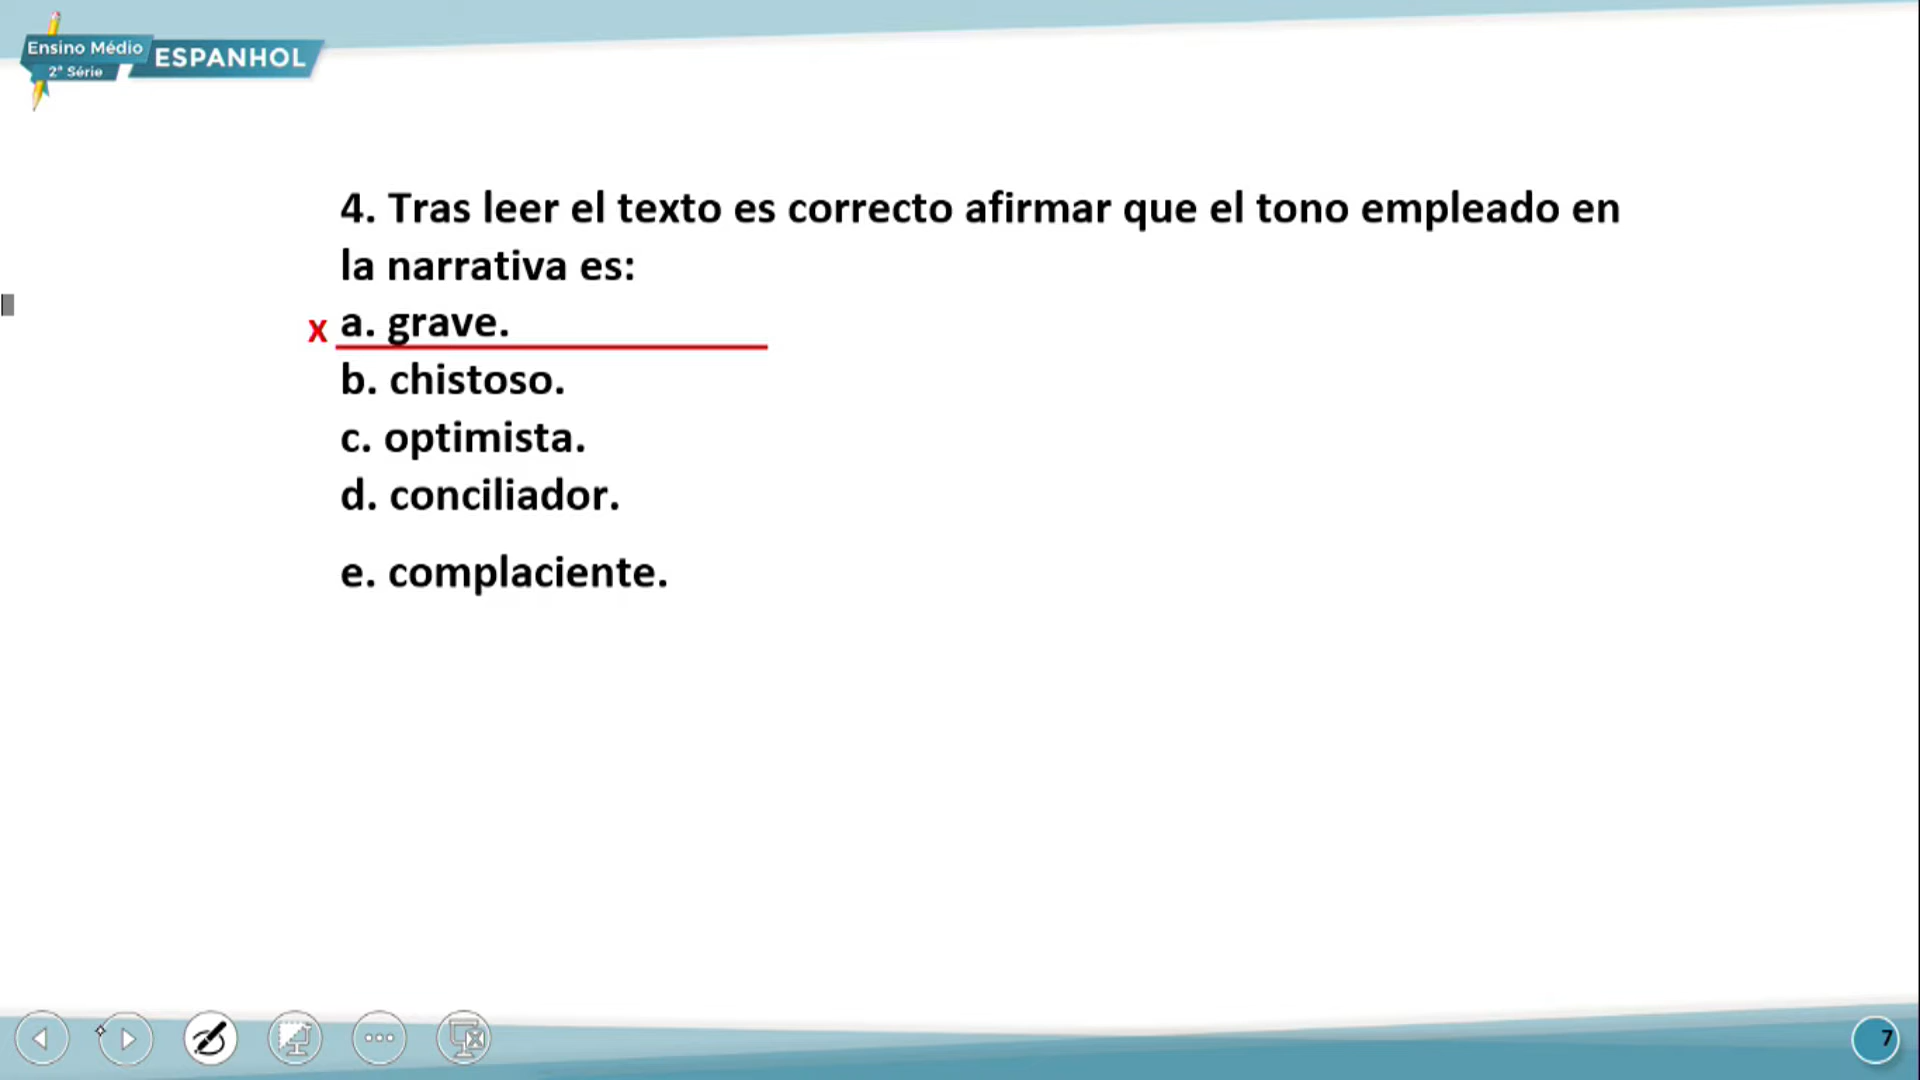 Ensino Médio
2ª Série
ESPANHOL
4. Tras leer el texto es correcto afirmar que el tono empleado en
la narrativa es:
x a. grave.
b. chistoso.
c. optimista.
d. conciliador.
e. complaciente.
7